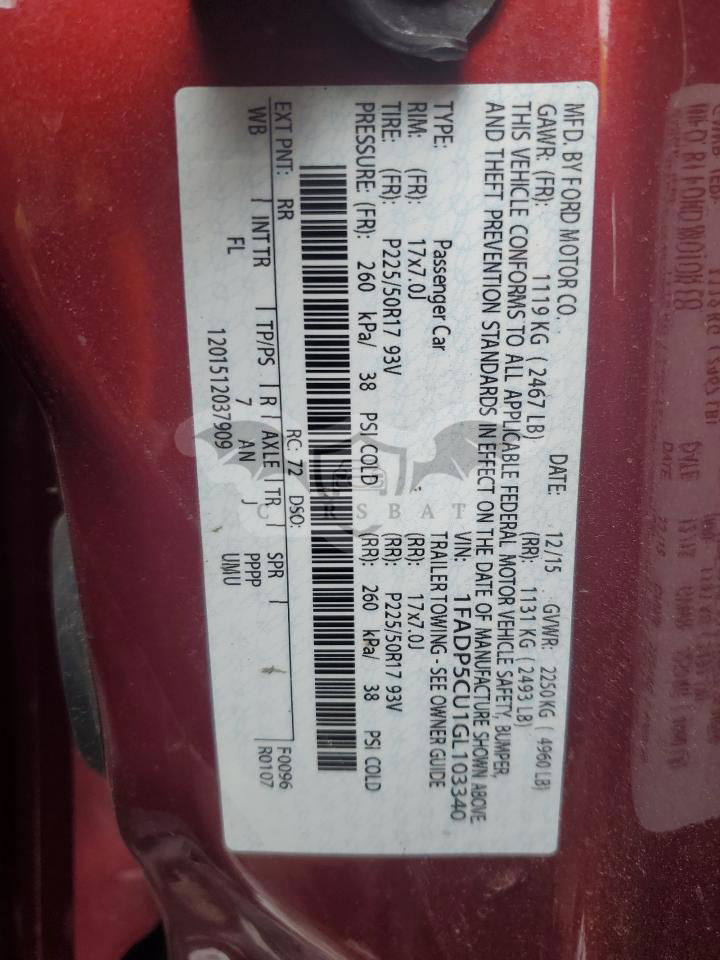 MFD. BY FORD MOTOR CO.
DATE: 12/15 GVWR: 2250 KG ( 4960 LB)
GAWR: (FR): 1119 KG ( 2467 LB) (RR): 1131 KG ( 2493 LB)
THIS VEHICLE CONFORMS TO ALL APPLICABLE FEDERAL MOTOR VEHICLE SAFETY, BUMPER,
AND THEFT PREVENTION STANDARDS IN EFFECT ON THE DATE OF MANUFACTURE SHOWN ABOVE
VIN: 1FADP5CU1GL103340
TYPE: Passenger Car TRAILER TOWING - SEE OWNER GUIDE
RIM: (FR): 17x7.0J (RR): 17x7.0J
TIRE: (FR): P225/50R17 93V (RR): P225/50R17 93V
PRESSURE (FR): 260 kPa/ 38 PSI COLD (RR): 260 kPa/ 38 PSI COLD
EXT PNT: RR RC: 72 DSO: F0096
WB INT TR TP/PS R AXLE TR SPR R0107
FL 7 AN J PPPP
1201512037909 UMU